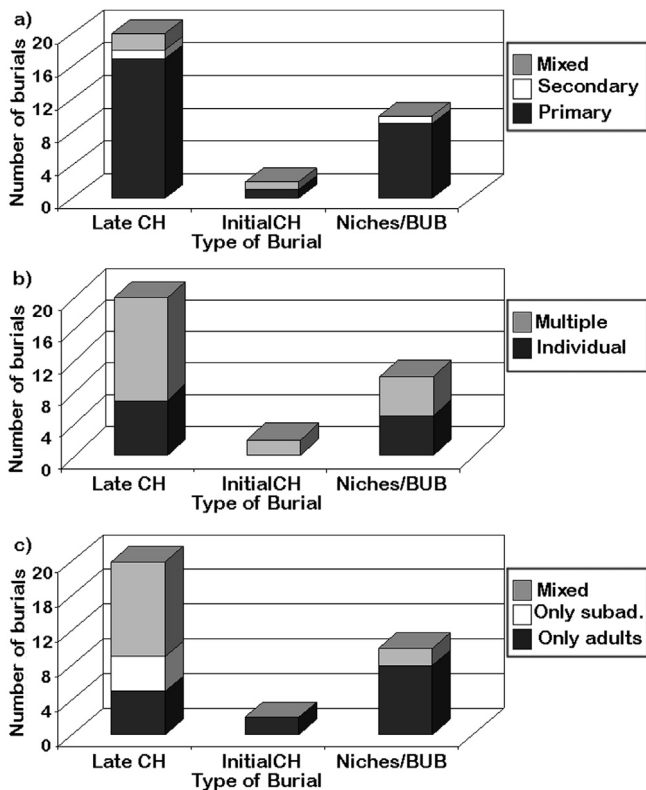 a)
Number of burials
20
16
12
8
4
0
Late CH
InitialCH
Niches/BUB
Type of Burial
Mixed
Secondary
Primary
b)
Number of burials
20
16
12
8
4
0
Late CH
InitialCH
Niches/BUB
Type of Burial
Multiple
Individual
c)
Number of burials
20
18
12
8
4
0
Late CH
InitialCH
Niches/BUB
Type of Burial
Mixed
Only subad.
Only adults